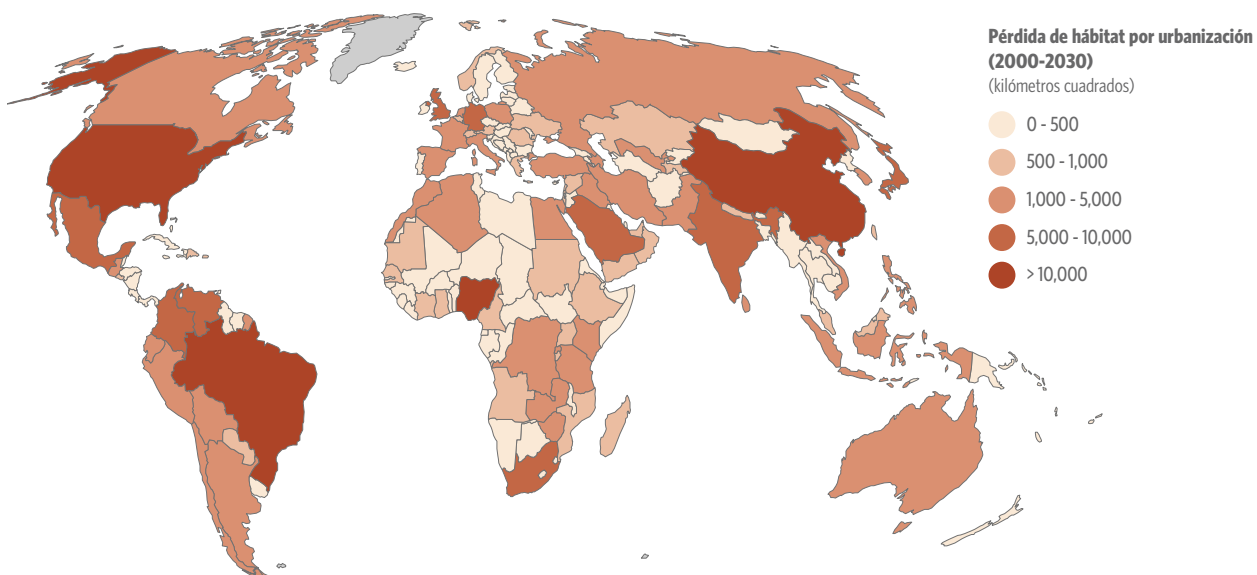 Pérdida de hábitat por urbanización
(2000-2030)
(kilómetros cuadrados)
0 - 500
500 - 1,000
1,000 - 5,000
5,000 - 10,000
> 10,000